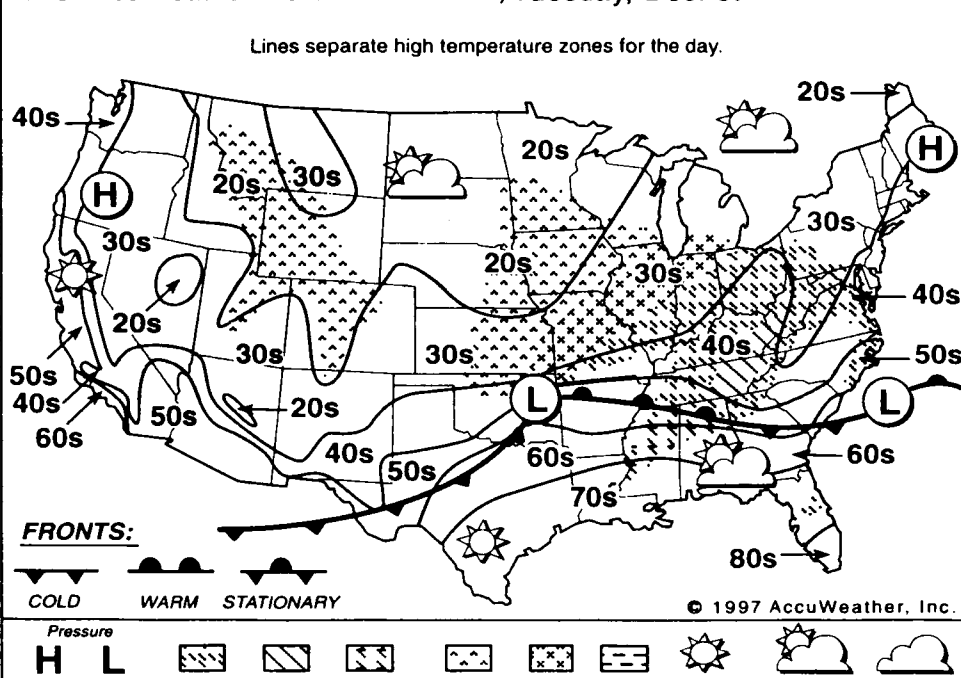 Lines separate high temperature zones for the day.
20s
40s
H
20s
H
20s
30s
30s
30s
20s
30s
40s
20s
40s
50s
30s
30s
50s
40s
20s
50s
60s
L
L
40s
60s
60s
50s
70s
80s
FRONTS:
COLD WARM STATIONARY
© 1997 AccuWeather, Inc.
Pressure
H L